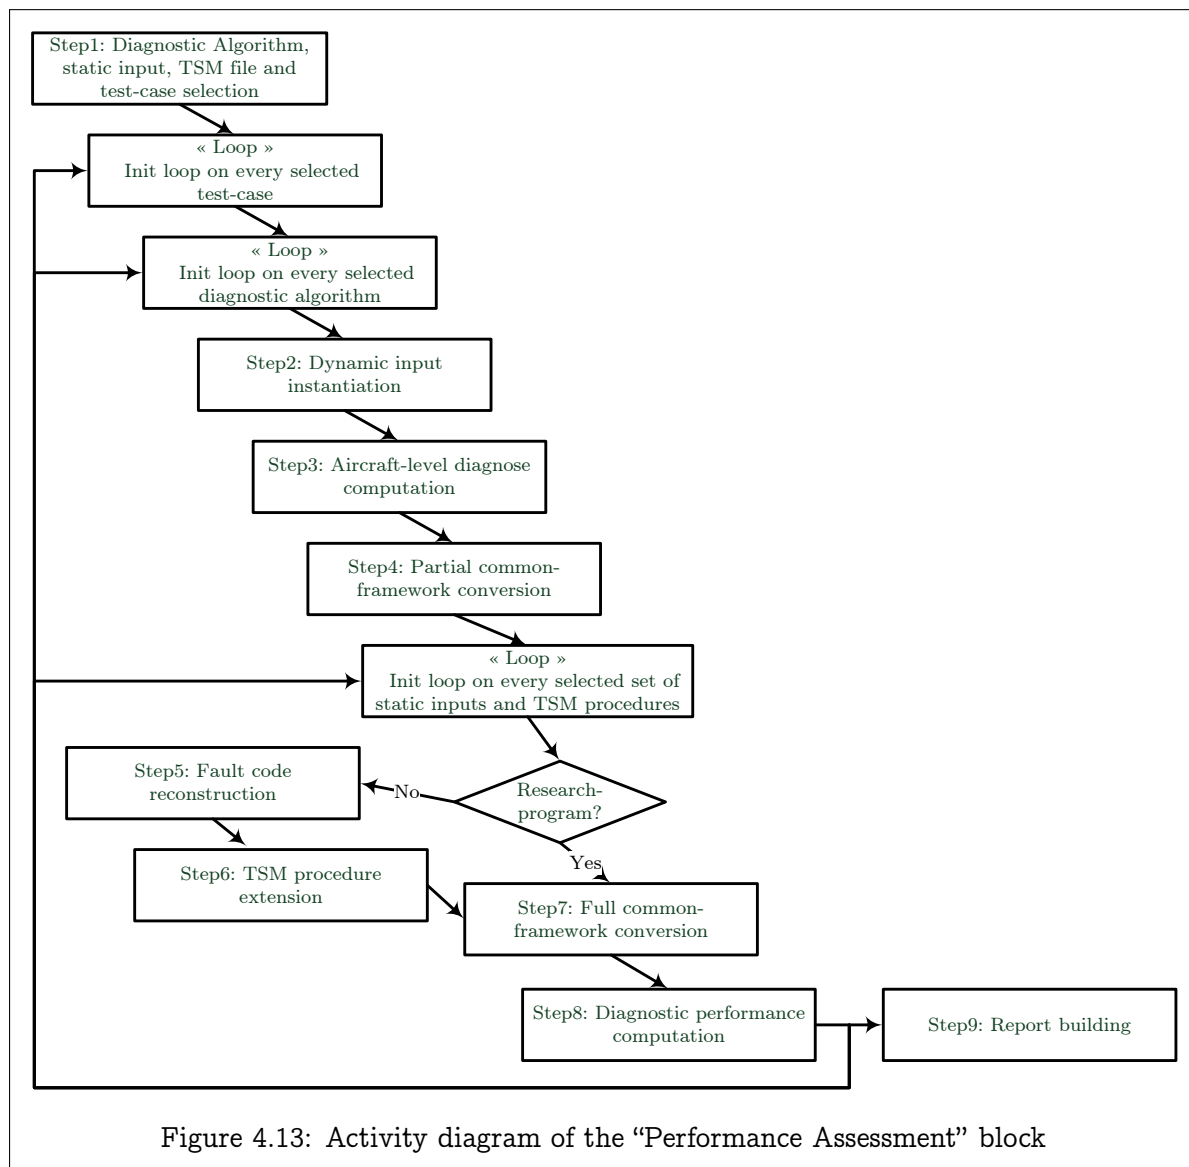 Step1: Diagnostic Algorithm,
static input, TSM file and
test-case selection
« Loop »
Init loop on every selected
test-case
« Loop »
Init loop on every selected
diagnostic algorithm
Step2: Dynamic input
instantiation
Step3: Aircraft-level diagnose
computation
Step4: Partial common-
framework conversion
« Loop »
Init loop on every selected set of
static inputs and TSM procedures
Research-
program?
No
Step5: Fault code
reconstruction
Step6: TSM procedure
extension
Yes
Step7: Full common-
framework conversion
Step8: Diagnostic performance
computation
Step9: Report building
Figure 4.13: Activity diagram of the “Performance Assessment” block